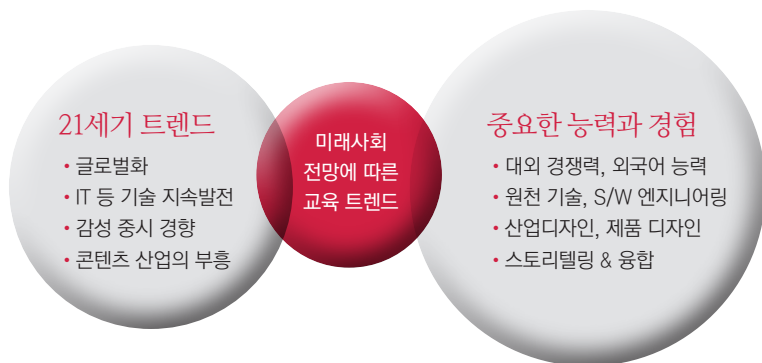 21세기 트렌드
• 글로벌화
• IT 등 기술 지속발전
• 감성 중시 경향
• 콘텐츠 산업의 부흥
미래사회
전망에 따른
교육 트렌드
중요한 능력과 경험
• 대외 경쟁력, 외국어 능력
• 원천 기술, S/W 엔지니어링
• 산업디자인, 제품 디자인
• 스토리텔링 & 융합